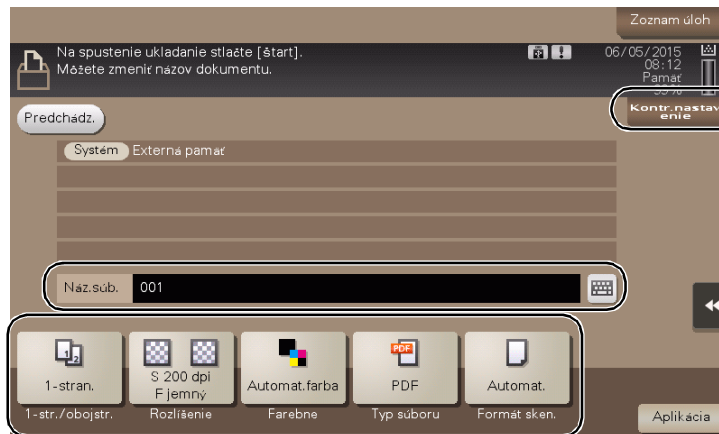 Zoznam úloh
Na spustenie ukladanie stlačte [štart].
Môžete zmeniť názov dokumentu.
06/05/2015
08:12
Pamäť
99%
Predchádz.
Kontr.nastav
enie
Systém Externá pamäť
Náz.súb. 001
1-stran.
S 200 dpi
F jemný
Automat.farba
PDF
PDF
Automat.
1-str./obojstr.
Rozlíšenie
Farebne
Typ súboru
Formát sken.
Aplikácia